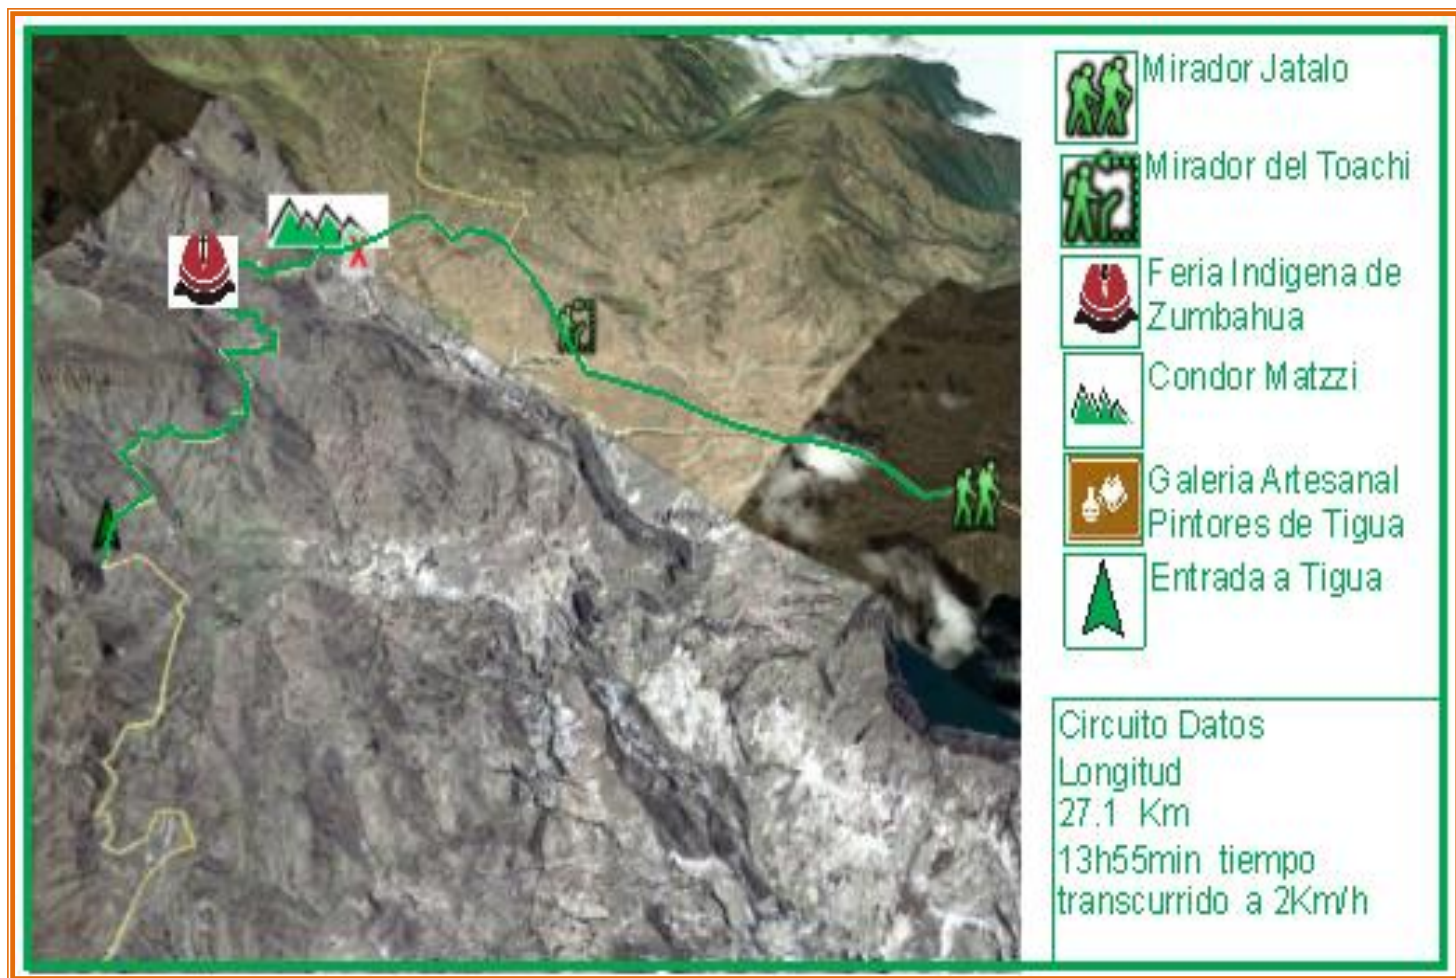 Mirador Jatalo
Mirador del Toachi
Feria Indigena de
Zumbahua
Condor Matzzi
Galeria Artesanal
Pintores de Tigua
Entrada a Tigua
Circuito Datos
Longitud
27.1 Km
13h55min tiempo
transcurrido a 2Km/h